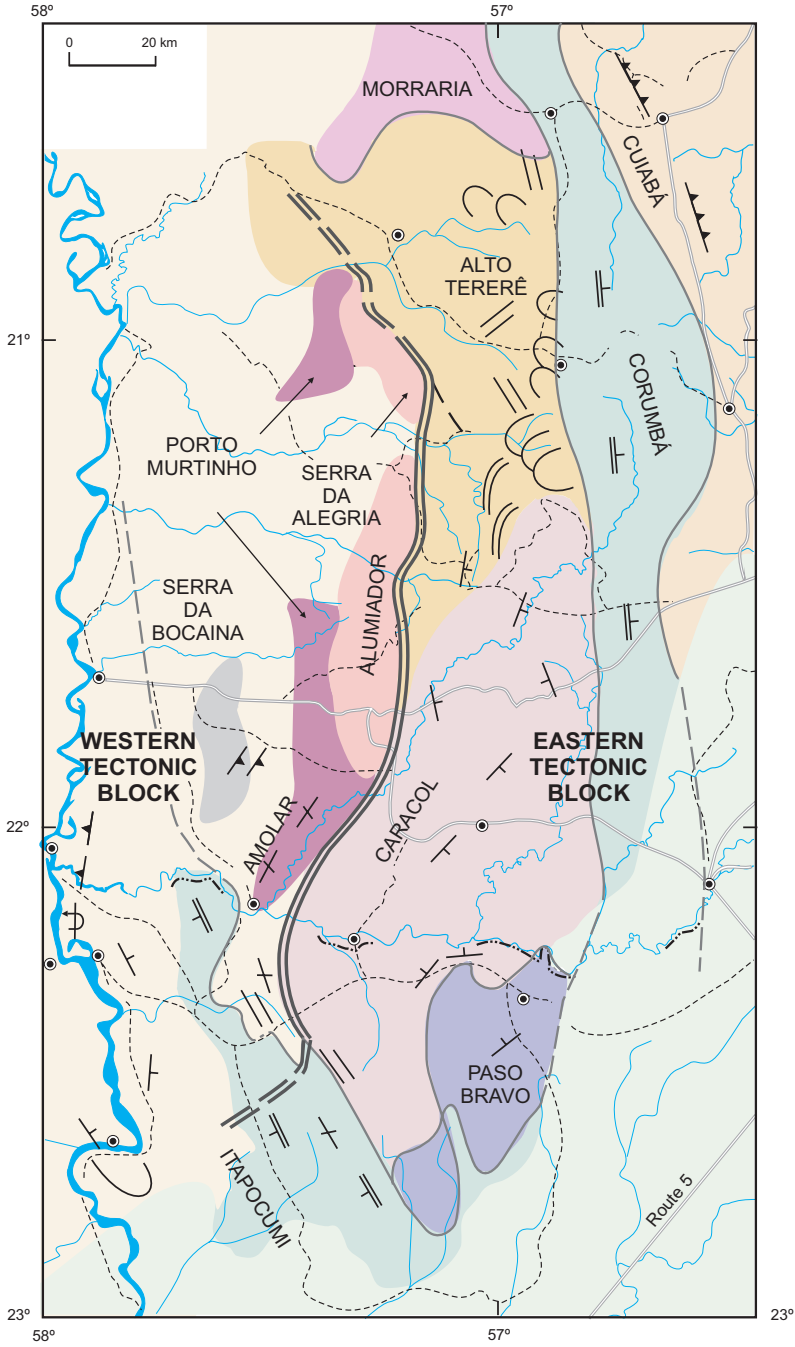 58º
57º
0
20 km
MORRARIA
CUIABÁ
ALTO
TERERÊ
21º
CORUMBÁ
PORTO
MURTINHO
SERRA
DA
ALEGRIA
ALUMIADOR
SERRA
DA
BOCAINA
WESTERN
TECTONIC
BLOCK
EASTERN
TECTONIC
BLOCK
AMOLAR
CARACOL
22º
PASO
BRAVO
ITAPOCUMI
Route 5
23º
23º
58º
57º